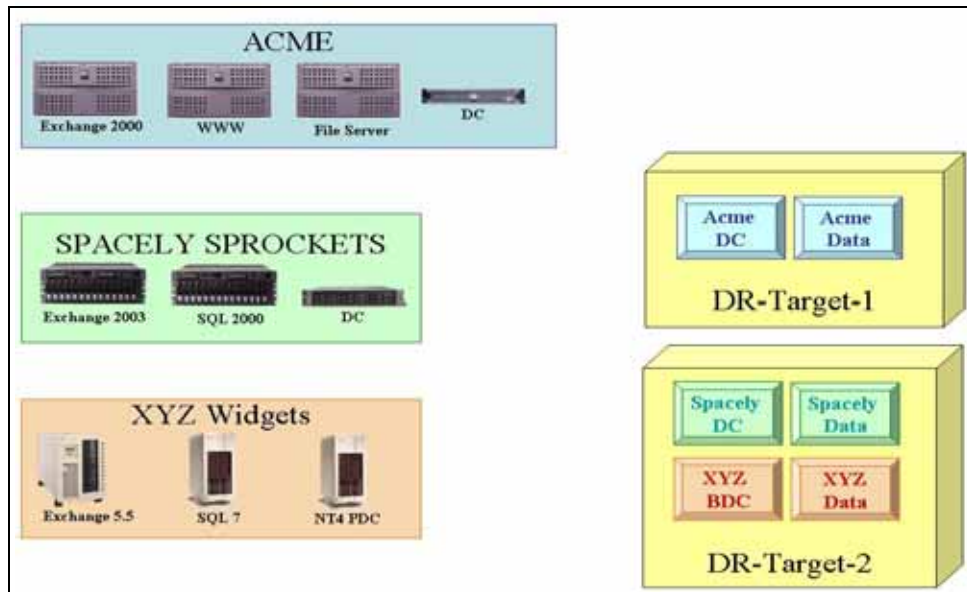 ACME
Exchange 2000
WWW
File Server
DC
SPACELY SPROCKETS
Exchange 2003
SQL 2000
DC
XYZ Widgets
Exchange 5.5
SQL 7
NT4 PDC
Acme
DC
Acme
Data
DR-Target-1
Spacely
DC
Spacely
Data
XYZ
BDC
XYZ
Data
DR-Target-2